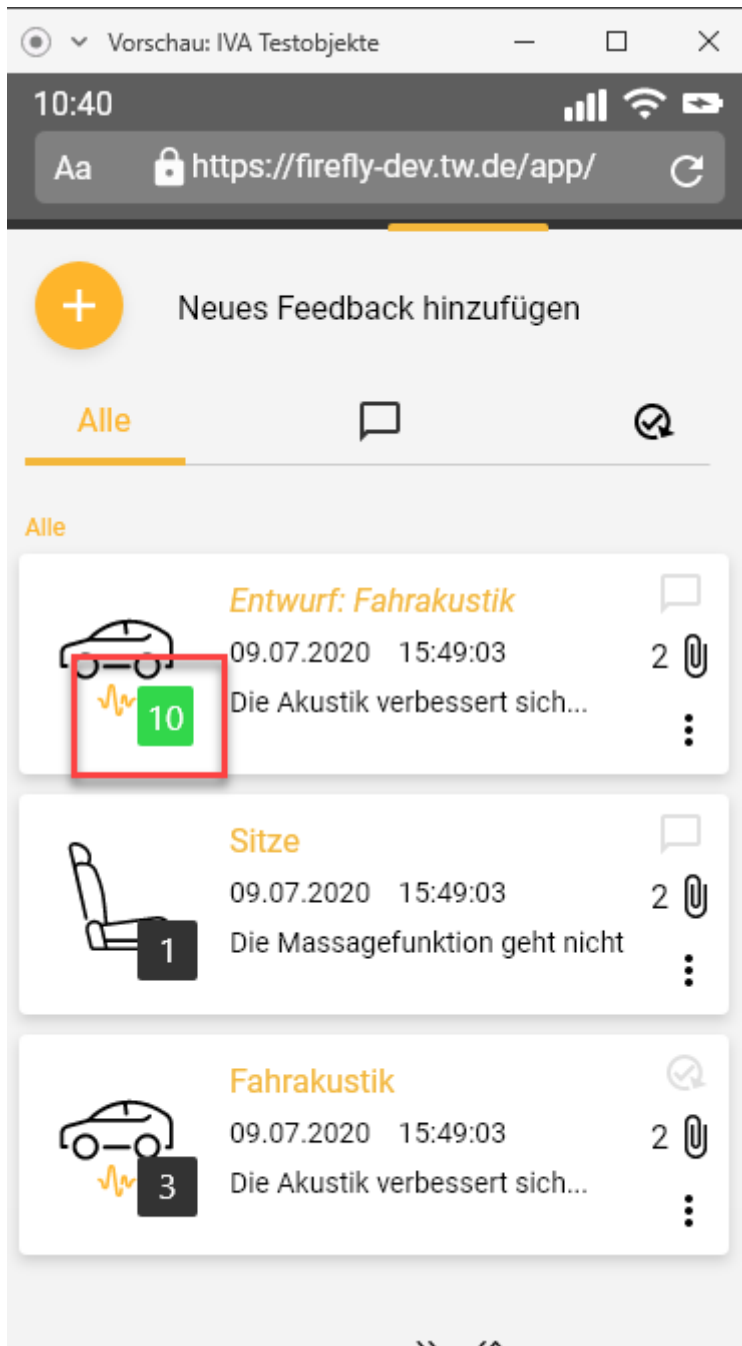 Vorschau: IVA Testobjekte
10:40
Aa https://firefly-dev.tw.de/app/
Neues Feedback hinzufügen
Alle
Alle
Entwurf: Fahrakustik
09.07.2020 15:49:03 2
10 Die Akustik verbessert sich...
Sitze
09.07.2020 15:49:03 2
1 Die Massagefunktion geht nicht
Fahrakustik
09.07.2020 15:49:03 2
3 Die Akustik verbessert sich...